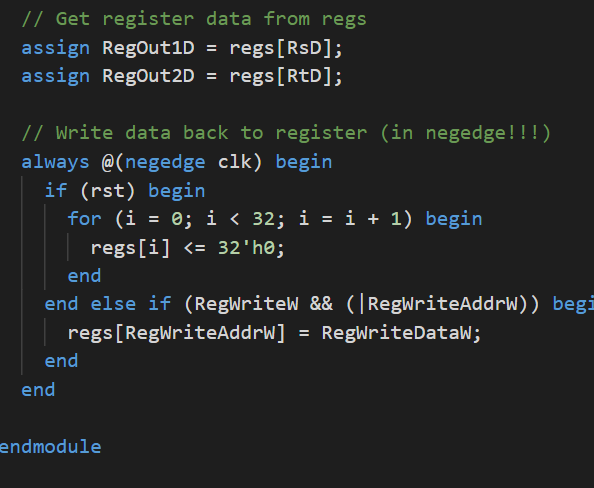 // Get register data from regs
assign RegOut1D = regs[RsD];
assign RegOut2D = regs[RtD];
// Write data back to register (in negedge!!!)
always @(negedge clk) begin
if (rst) begin
for (i = 0; i < 32; i = i + 1) begin
regs[i] <= 32'h0;
end
end else if (RegWriteW && (|RegWriteAddrW)) begi
regs[RegWriteAddrW] = RegWriteDataW;
end
end
endmodule